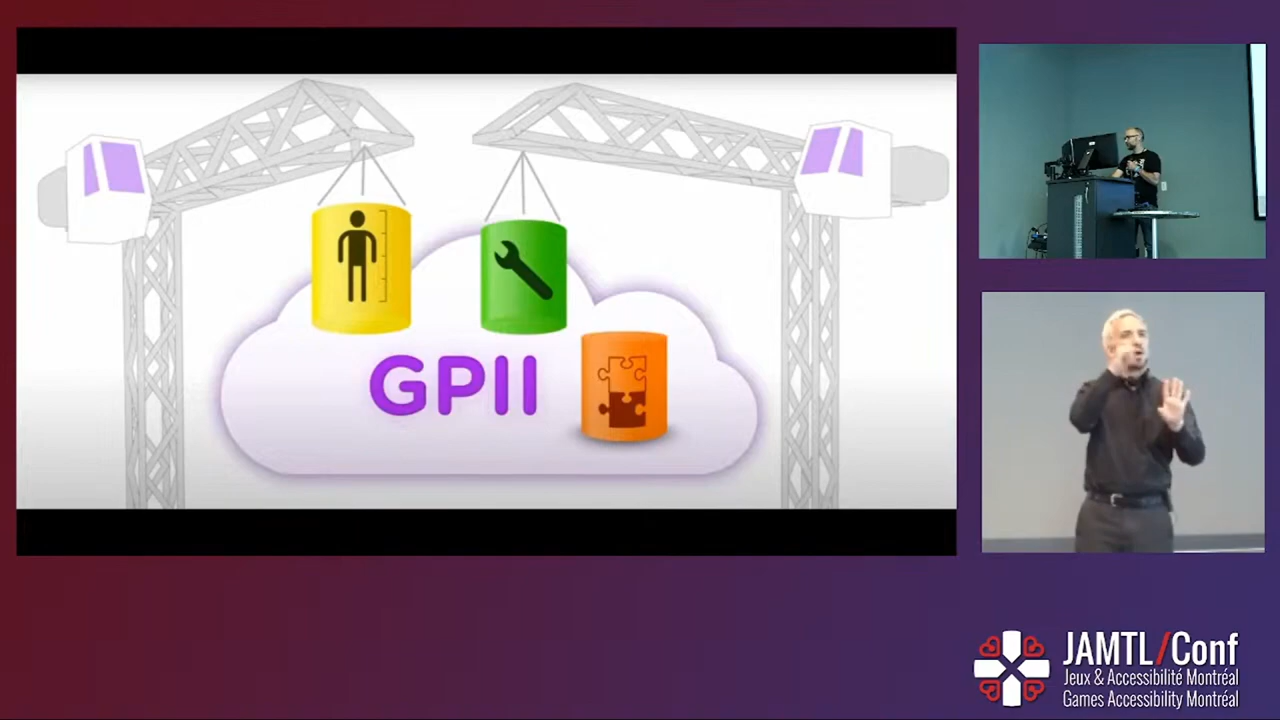 GPII
JAMTL/Conf
Jeux & Accessibilité Montréal
Games Accessibility Montréal